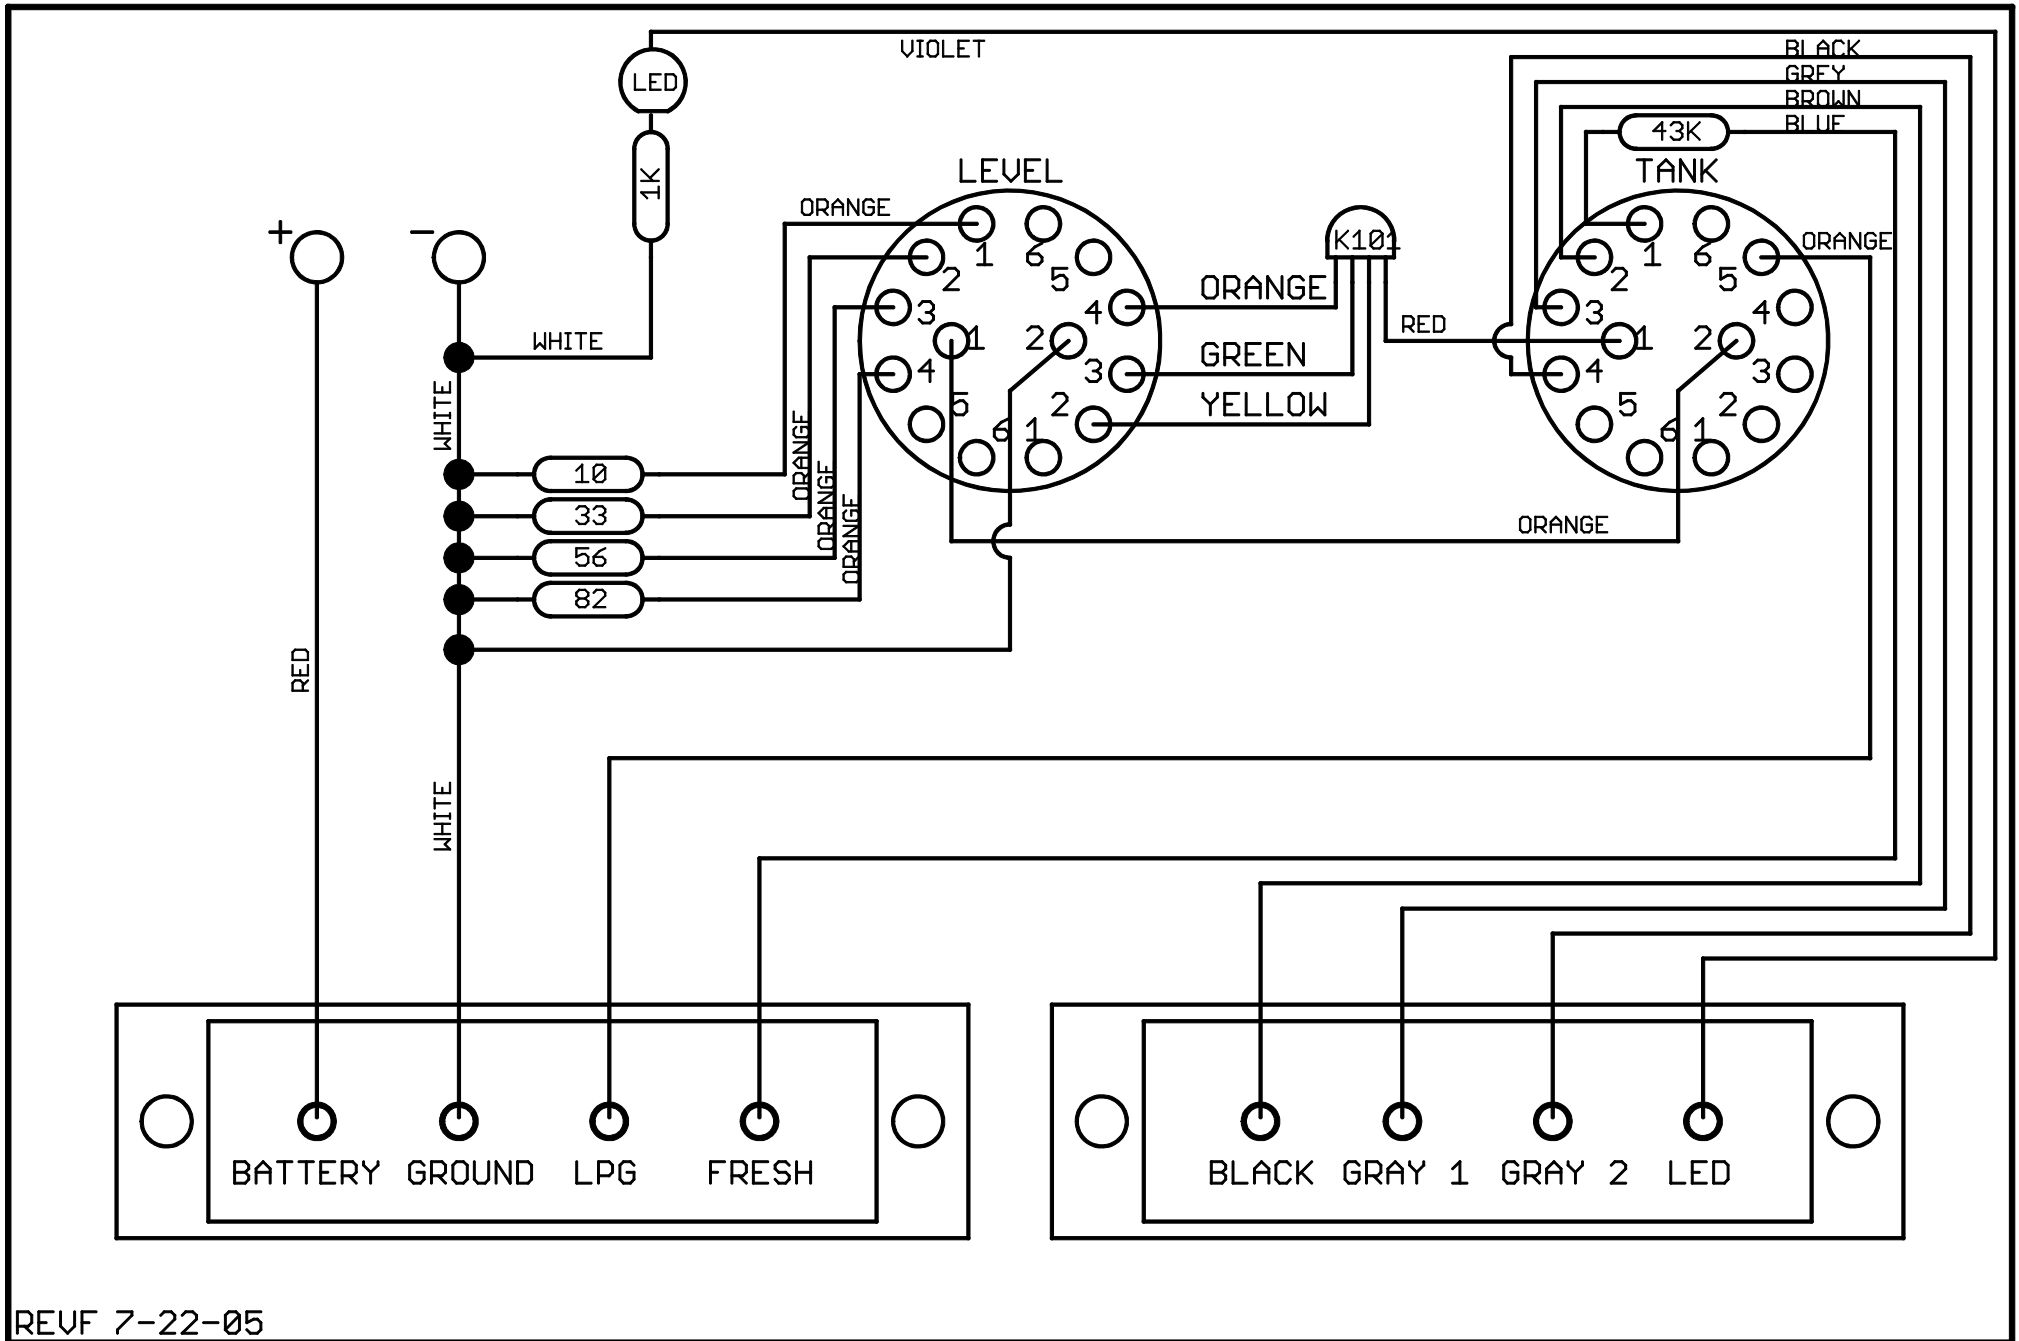 VIOLET
BLACK
GREY
BROWN
BLUE
LED
43K
1K
LEVEL
TANK
ORANGE
K101
ORANGE
+
-
1 6
2 5
3 4
1 2
4 3
5 2
6 1
1 6
2 5
3 4
1 2
4 3
5 2
6 1
ORANGE
RED
GREEN
YELLOW
WHITE
WHITE
10
33
56
82
ORANGE
ORANGE
ORANGE
ORANGE
RED
WHITE
BATTERY GROUND LPG FRESH
BLACK GRAY 1 GRAY 2 LED
REVF 7-22-05